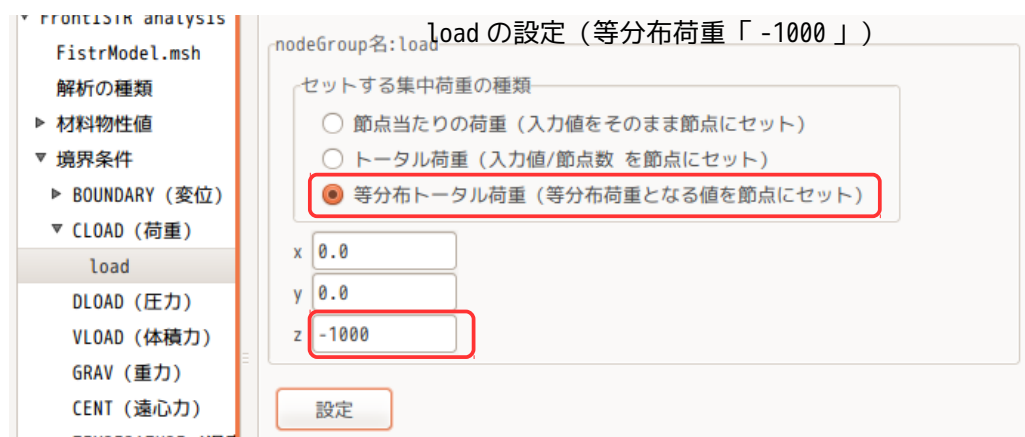 FrontISTR analysis
FistrModel.msh
解析の種類
材料物性値
境界条件
BOUNDARY (変位)
CLOAD (荷重)
load
DLOAD (圧力)
VLOAD (体積力)
GRAV (重力)
CENT (遠心力)
loadの設定（等分布荷重「 -1000 」）
nodeGroup名:load
セットする集中荷重の種類
節点当たりの荷重 (入力値をそのまま節点にセット)
トータル荷重 (入力値/節点数 を節点にセット)
等分布トータル荷重 (等分布荷重となる値を節点にセット)
x 0.0
y 0.0
z -1000
設定